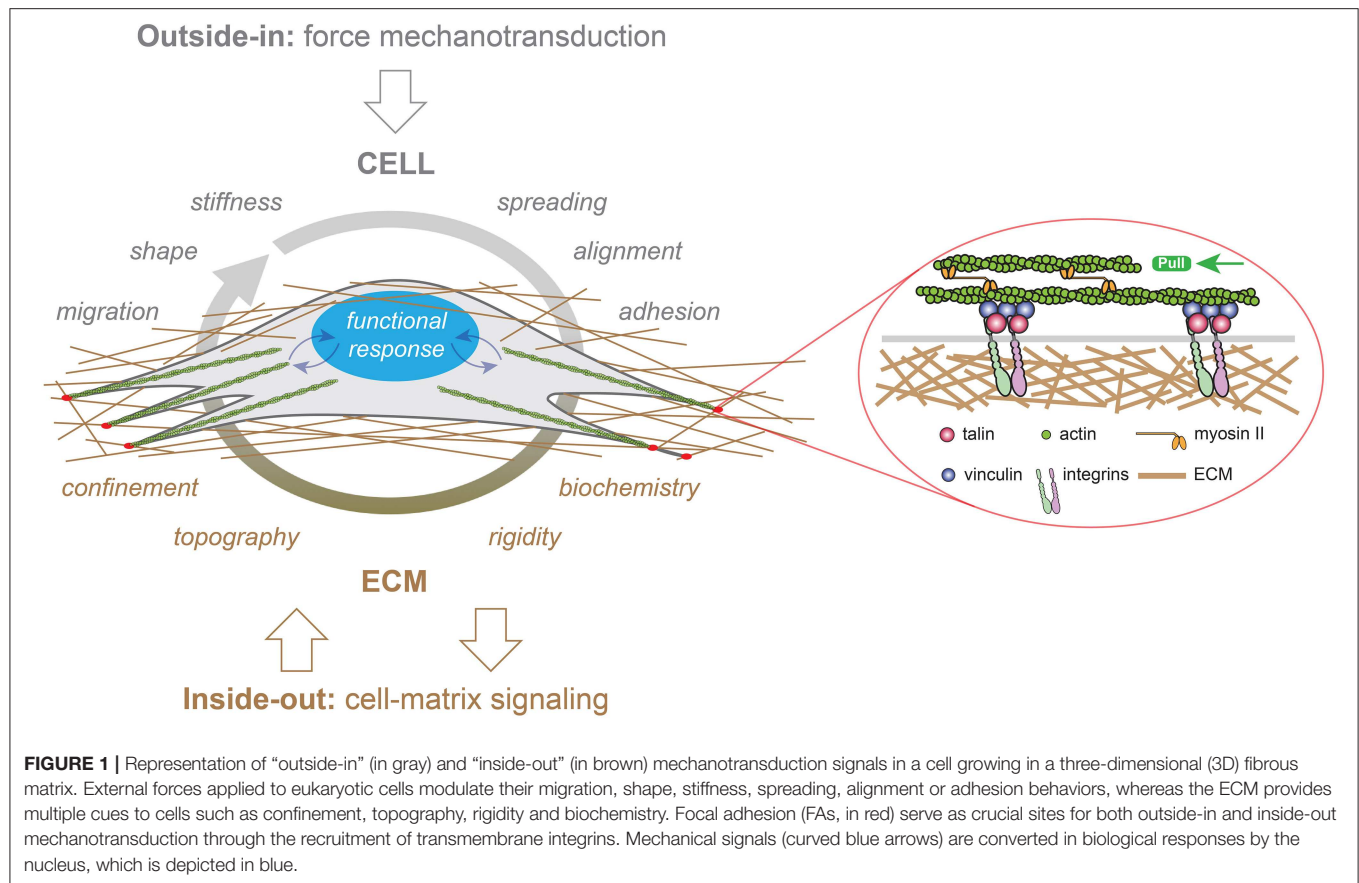 Outside-in: force mechanotransduction
CELL
stiffness
spreading
shape
alignment
migration
adhesion
functional
response
confinement
biochemistry
topography
rigidity
ECM
Inside-out: cell-matrix signaling
Pull
talin
actin
myosin II
vinculin
integrins
ECM
FIGURE 1 | Representation of “outside-in” (in gray) and “inside-out” (in brown) mechanotransduction signals in a cell growing in a three-dimensional (3D) fibrous
matrix. External forces applied to eukaryotic cells modulate their migration, shape, stiffness, spreading, alignment or adhesion behaviors, whereas the ECM provides
multiple cues to cells such as confinement, topography, rigidity and biochemistry. Focal adhesion (FAs, in red) serve as crucial sites for both outside-in and inside-out
mechanotransduction through the recruitment of transmembrane integrins. Mechanical signals (curved blue arrows) are converted in biological responses by the
nucleus, which is depicted in blue.